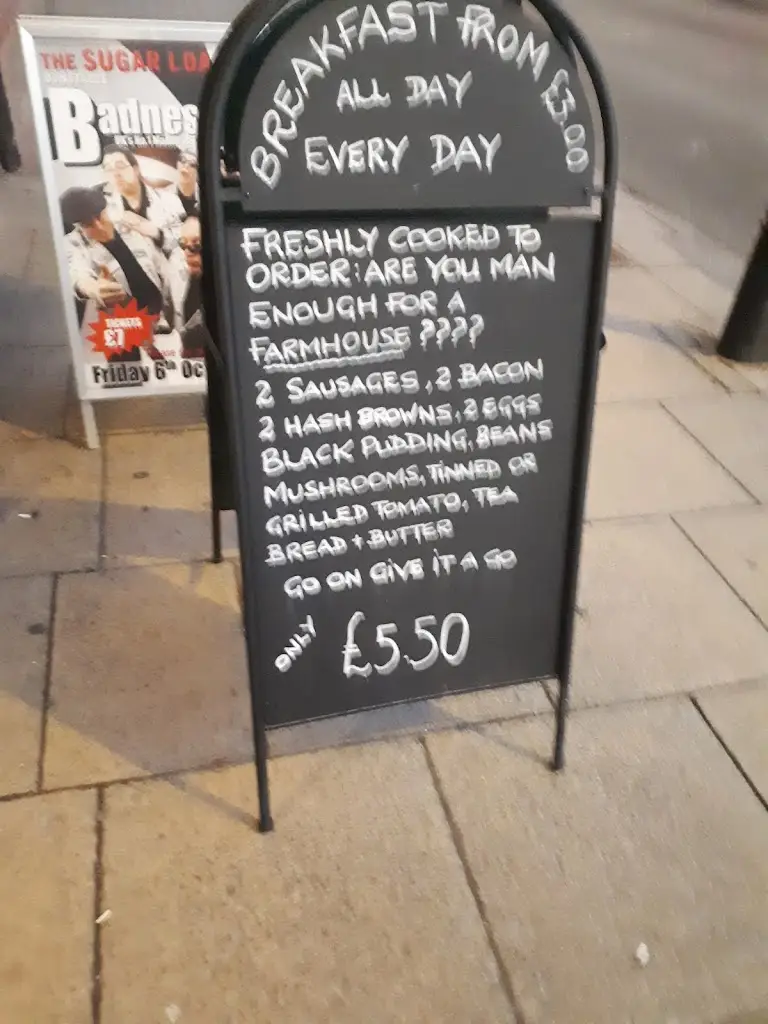 BREAKFAST FROM £3.00
ALL DAY
EVERY DAY
FRESHLY COOKED TO
ORDER: ARE YOU MAN
ENOUGH FOR A
FARMHOUSE ????
2 SAUSAGES, 2 BACON
2 HASH BROWNS, 2 EGGS
BLACK PUDDING, BEANS
MUSHROOMS, TINNED OR
GRILLED TOMATO, TEA
BREAD + BUTTER
GO ON GIVE IT A GO
ONLY £5.50
THE SUGAR LOA
Badnes
TICKETS
£7
Friday 6th Oc